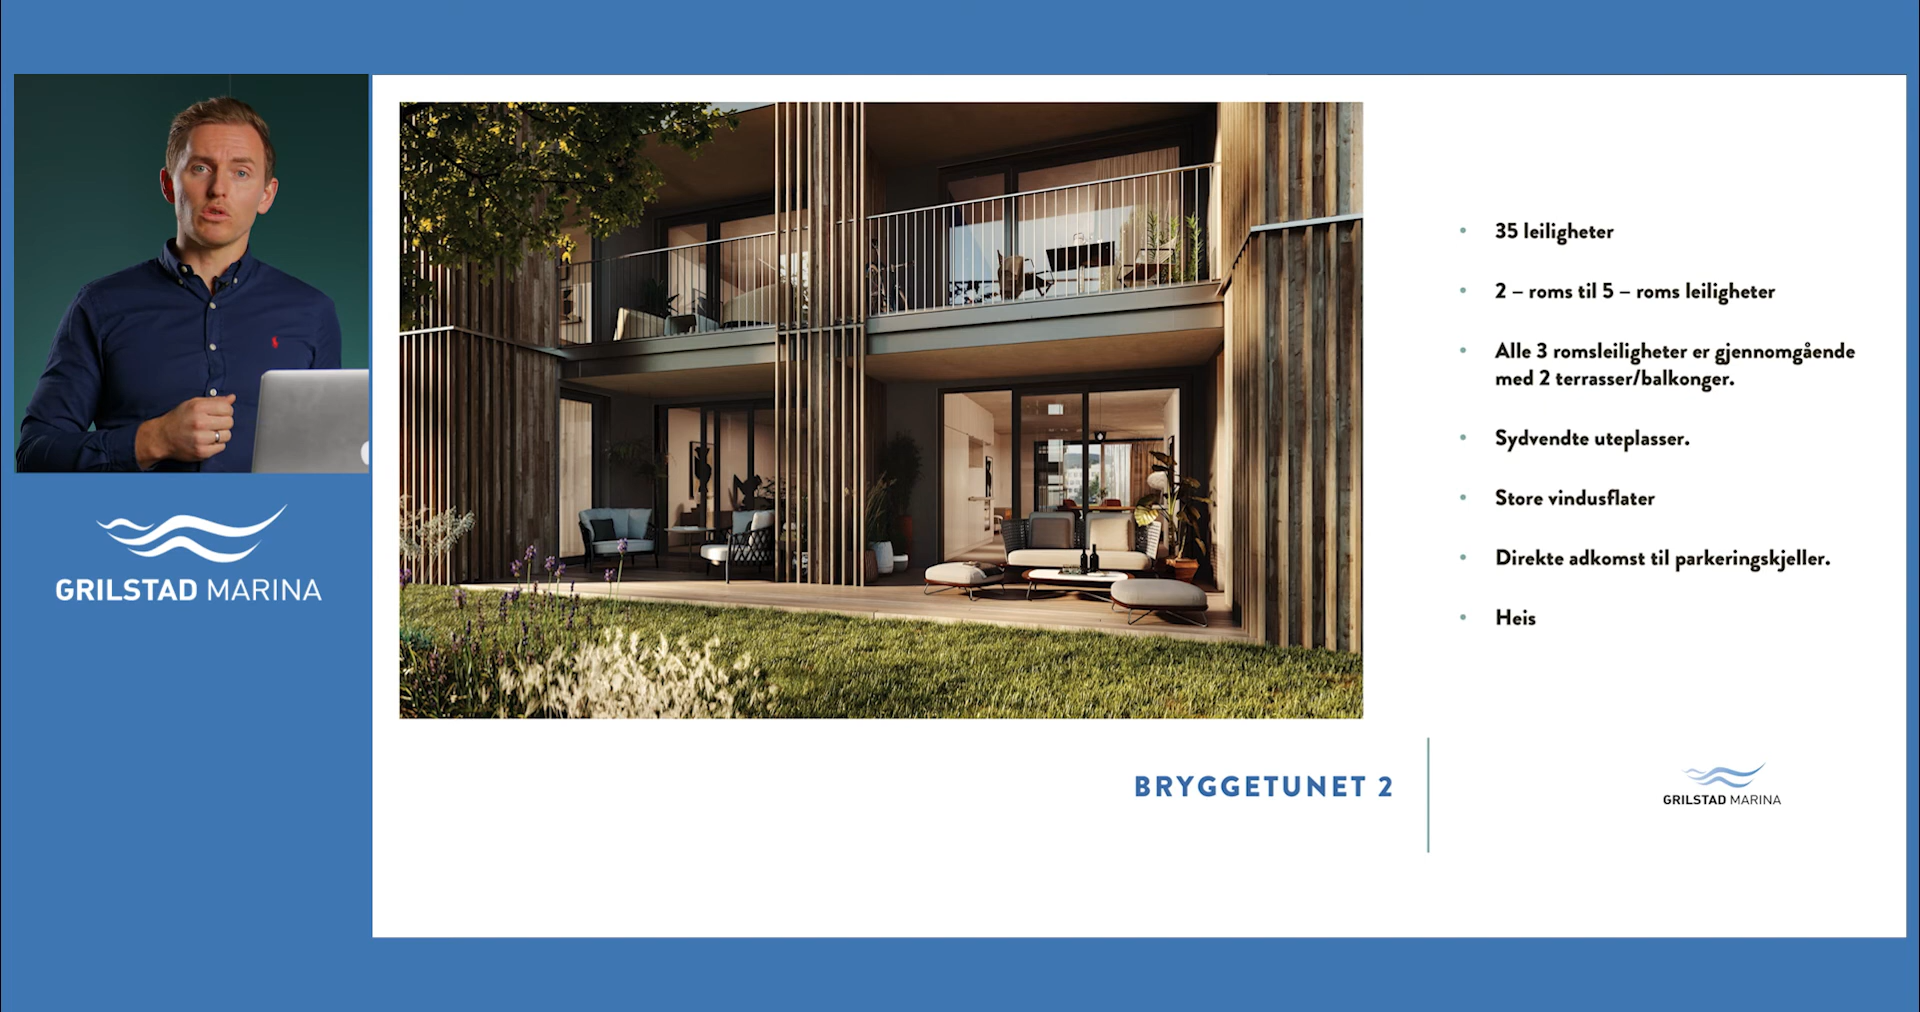 GRILSTAD MARINA
35 leiligheter
2 – roms til 5 – roms leiligheter
Alle 3 romsleiligheter er gjennomgående
med 2 terrasser/balkonger.
Sydvendte uteplasser.
Store vindusflater
Direkte adkomst til parkeringskjeller.
Heis
BRYGGETUNET 2
GRILSTAD MARINA